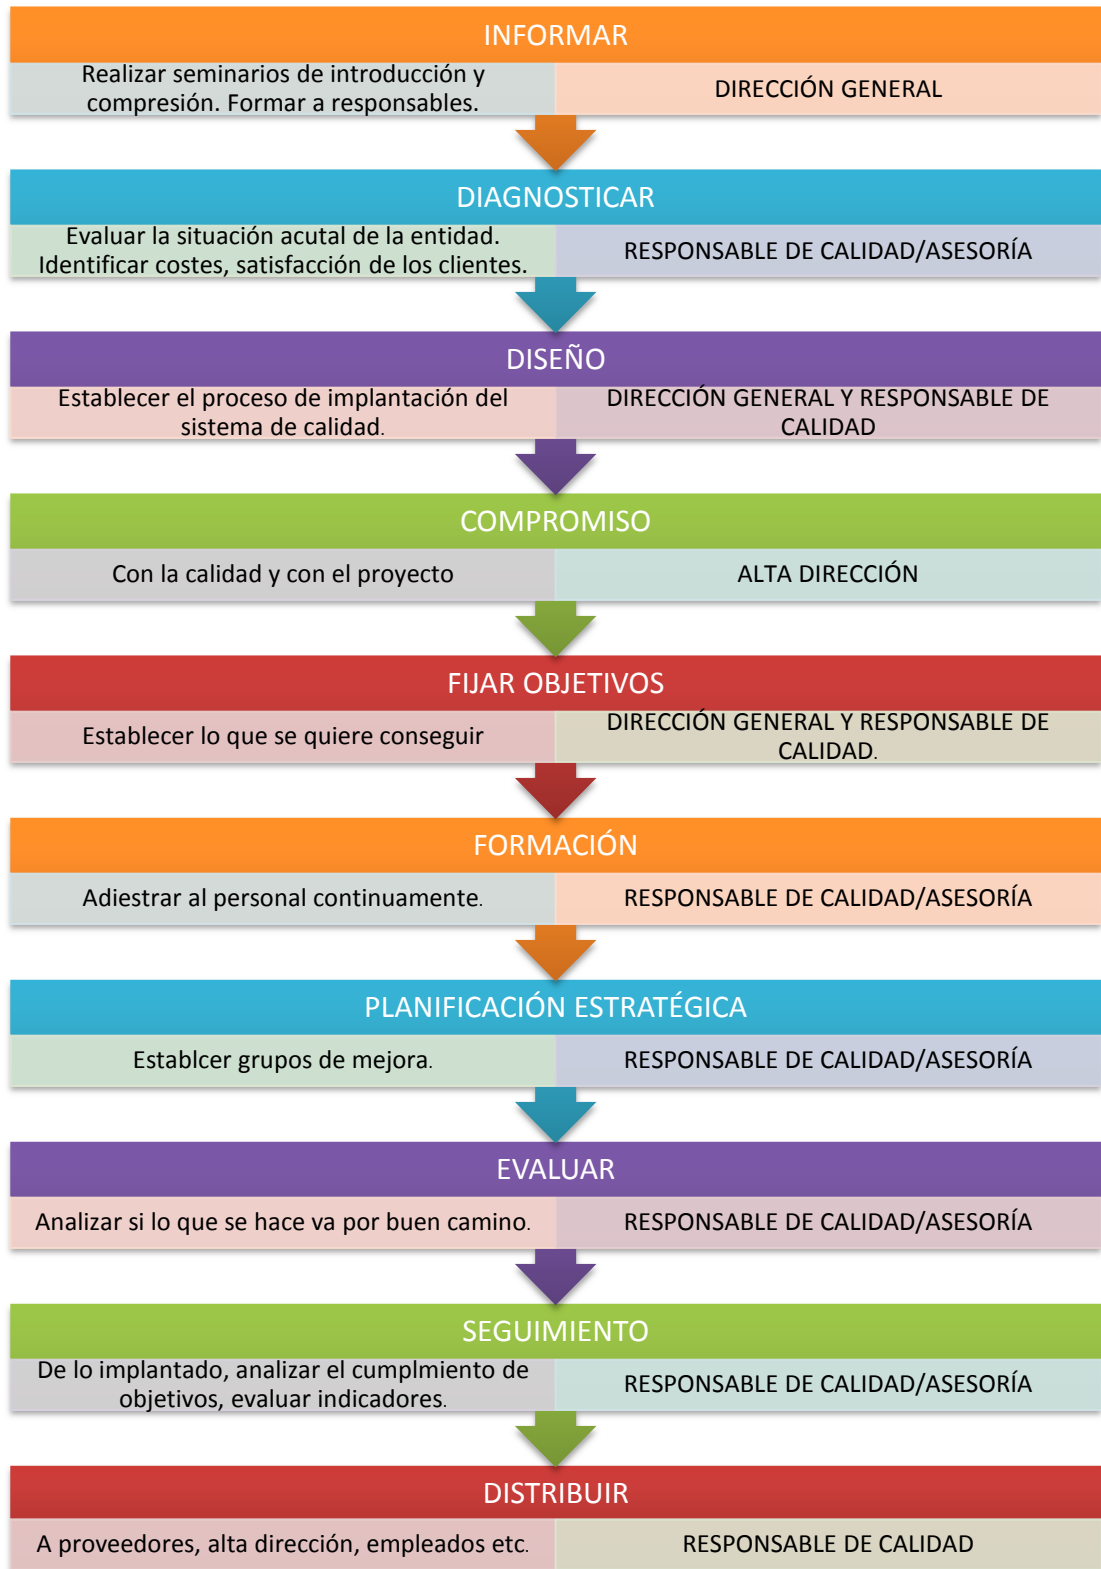 INFORMAR
Realizar seminarios de introducción y
compresión. Formar a responsables.
DIRECCIÓN GENERAL
DIAGNOSTICAR
Evaluar la situación acutal de la entidad.
Identificar costes, satisfacción de los clientes.
RESPONSABLE DE CALIDAD/ASESORÍA
DISEÑO
Establecer el proceso de implantación del
sistema de calidad.
DIRECCIÓN GENERAL Y RESPONSABLE DE
CALIDAD
COMPROMISO
Con la calidad y con el proyecto
ALTA DIRECCIÓN
FIJAR OBJETIVOS
Establecer lo que se quiere conseguir
DIRECCIÓN GENERAL Y RESPONSABLE DE
CALIDAD.
FORMACIÓN
Adiestrar al personal continuamente.
RESPONSABLE DE CALIDAD/ASESORÍA
PLANIFICACIÓN ESTRATÉGICA
Establcer grupos de mejora.
RESPONSABLE DE CALIDAD/ASESORÍA
EVALUAR
Analizar si lo que se hace va por buen camino.
RESPONSABLE DE CALIDAD/ASESORÍA
SEGUIMIENTO
De lo implantado, analizar el cumplmiento de
objetivos, evaluar indicadores.
RESPONSABLE DE CALIDAD/ASESORÍA
DISTRIBUIR
A proveedores, alta dirección, empleados etc.
RESPONSABLE DE CALIDAD